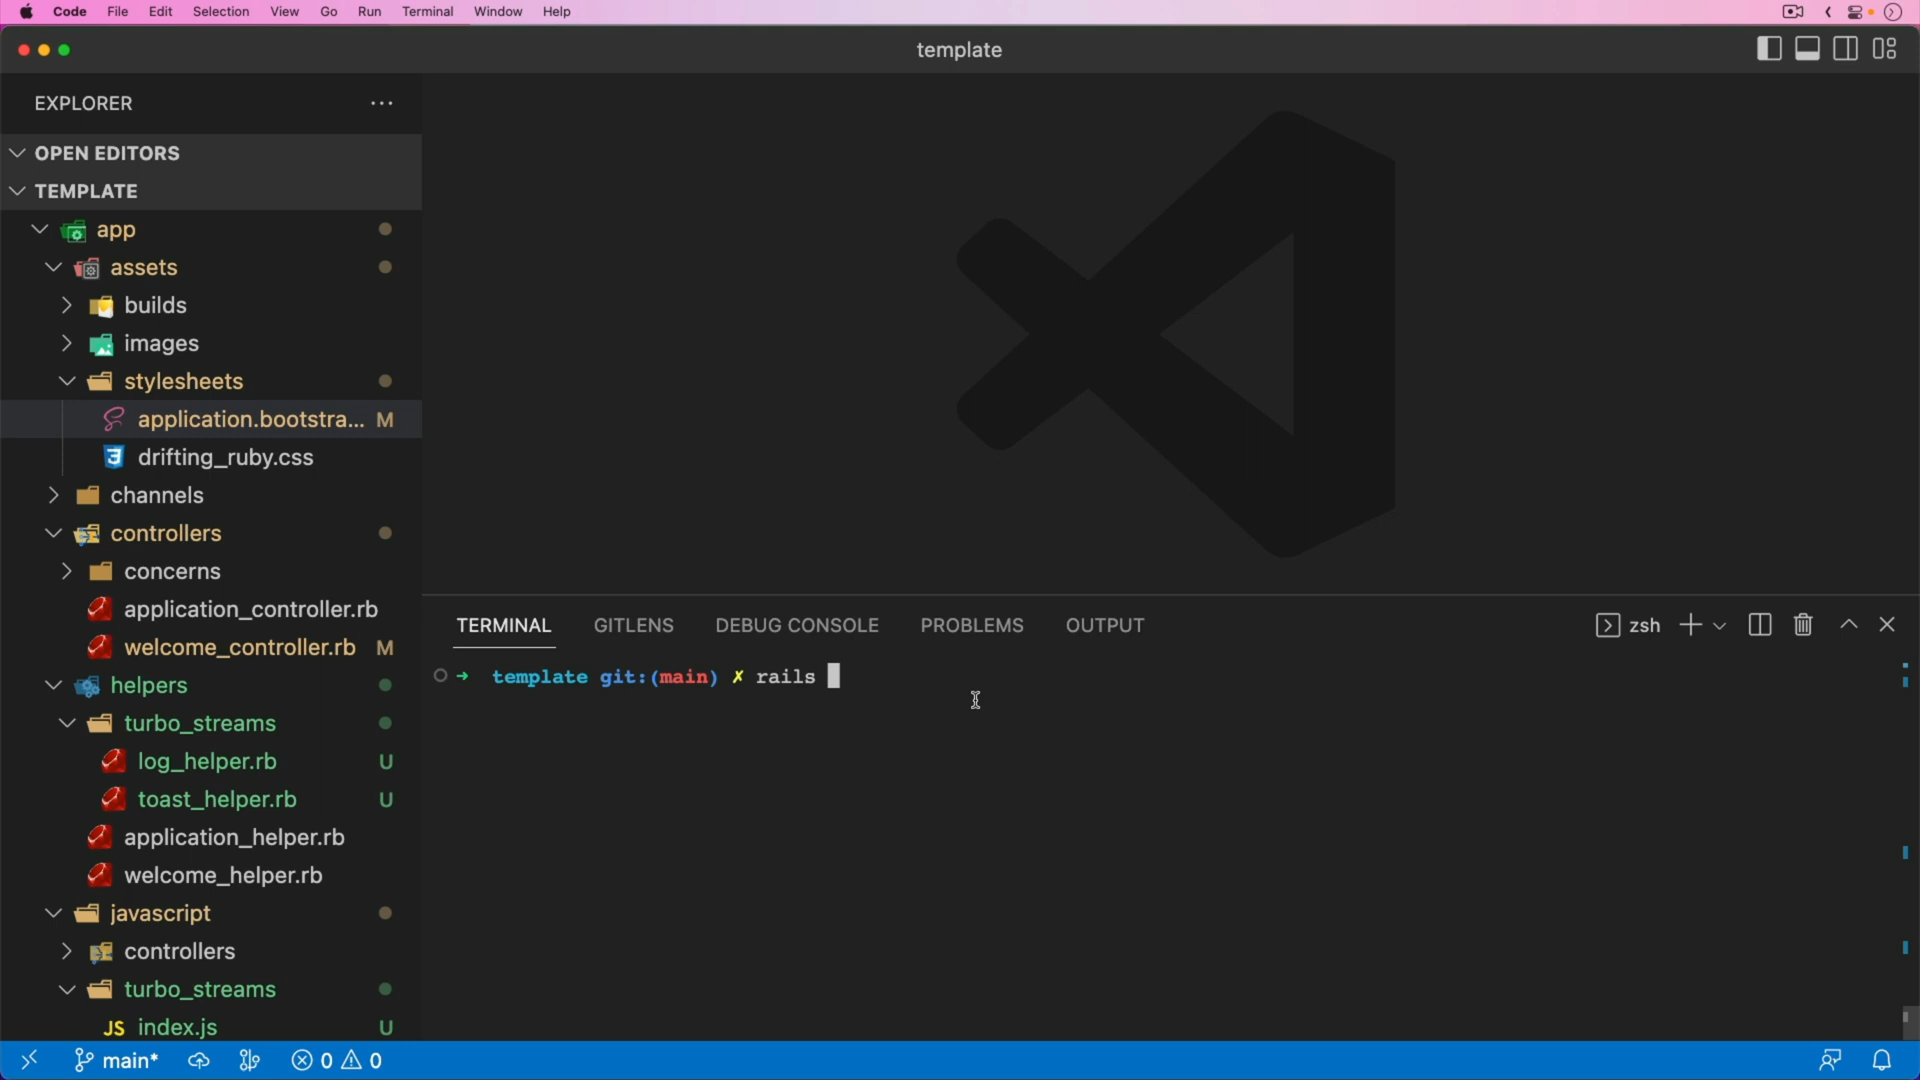 Code File Edit Selection View Go Run Terminal Window Help
template
EXPLORER
OPEN EDITORS
TEMPLATE
app
assets
builds
images
stylesheets
application.bootstra... M
drifting_ruby.css
channels
controllers
concerns
application_controller.rb
welcome_controller.rb M
helpers
turbo_streams
log_helper.rb U
toast_helper.rb U
application_helper.rb
welcome_helper.rb
javascript
controllers
turbo_streams
JS index.js U
TERMINAL GITLENS DEBUG CONSOLE PROBLEMS OUTPUT zsh
→ template git:(main) ✗ rails
main* 0 0